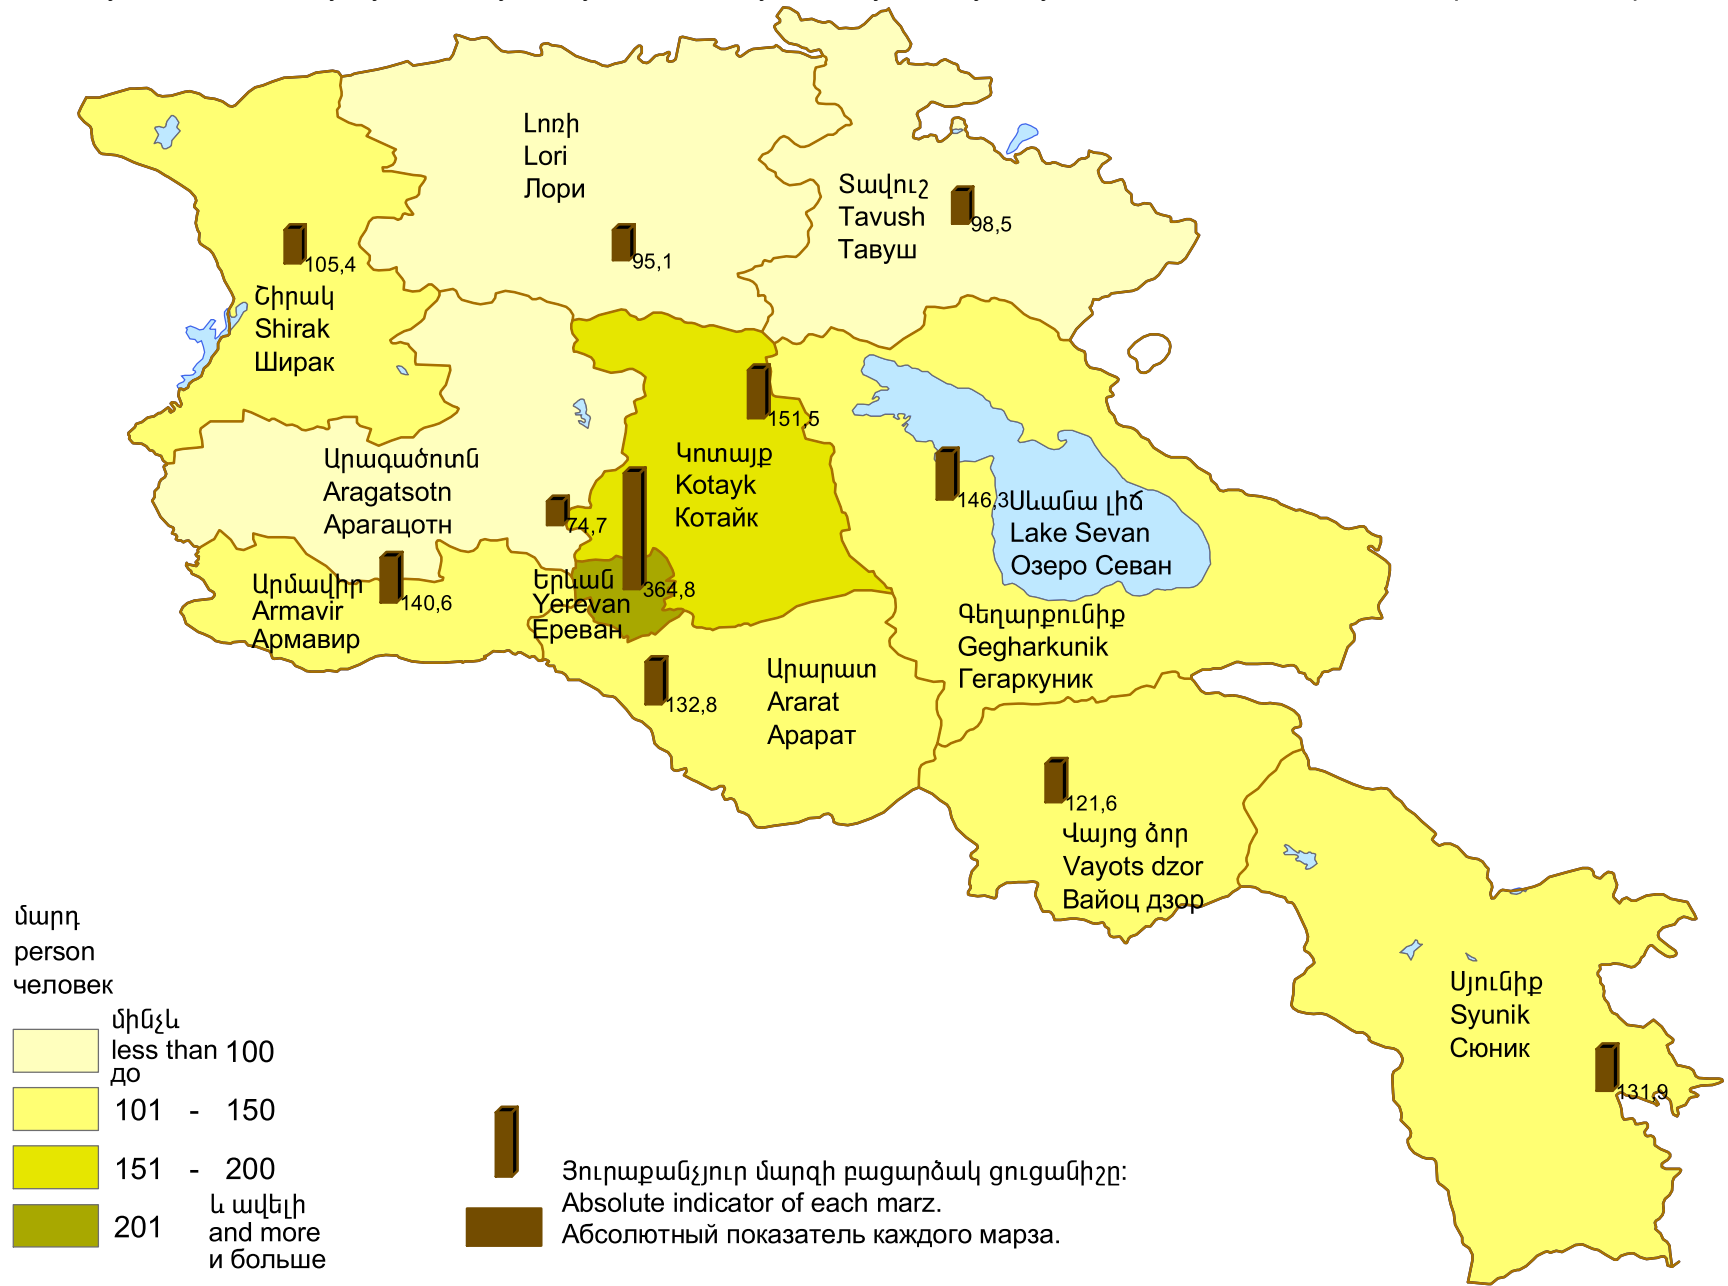 Լոռի
Lori
Лори
95,1
Տավուշ
Tavush
Тавуш
98,5
105,4
Շիրակ
Shirak
Ширак
151,5
Կոտայք
Kotayk
Котайк
Արագածոտն
Aragatsotn
Арагацотн
74,7
146,3
Սևանա լիճ
Lake Sevan
Озеро Севан
Արմավիր
Armavir
Армавир
140,6
Երևան
Yerevan
Ереван
364,8
Գեղարքունիք
Gegharkunik
Гегаркуник
132,8
Արարատ
Ararat
Арарат
121,6
Վայոց ձոր
Vayots dzor
Вайоц дзор
Սյունիք
Syunik
Сюник
131,9
մարդ
person
человек
մինչև
less than 100
до
101 - 150
151 - 200
201
և ավելի
and more
и больше
Յուրաքանչյուր մարզի բացարձակ ցուցանիշը:
Absolute indicator of each marz.
Абсолютный показатель каждого марза.